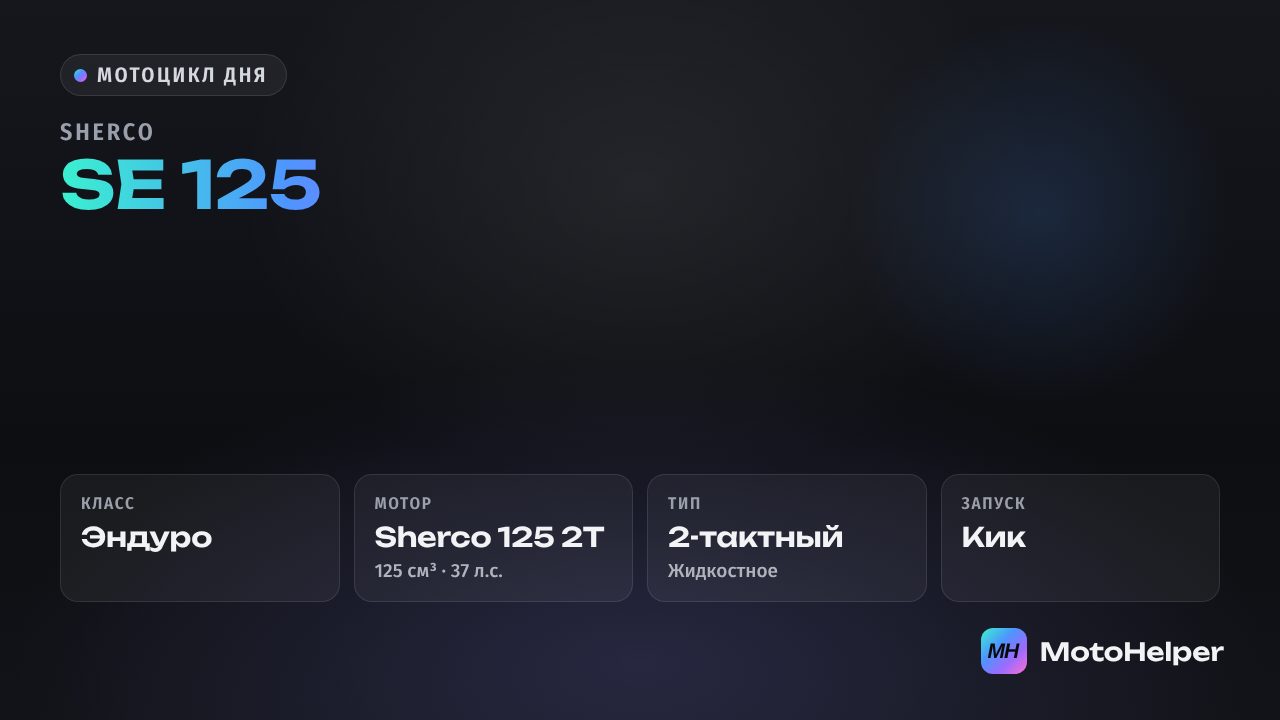 МОТОЦИКЛ ДНЯ
SHERCO
SE 125
КЛАСС
Эндуро
МОТОР
Sherco 125 2T
125 см³ · 37 л.с.
ТИП
2-тактный
Жидкостное
ЗАПУСК
Кик
MH MotoHelper